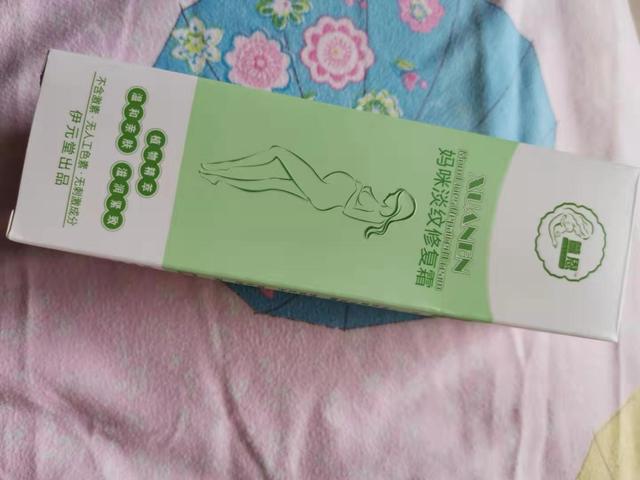 XUANEN
妈咪淡纹修复霜
植物精萃
温和亲肤
滋润紧致
不含激素·无人工色素·无刺激成分
伊元堂出品